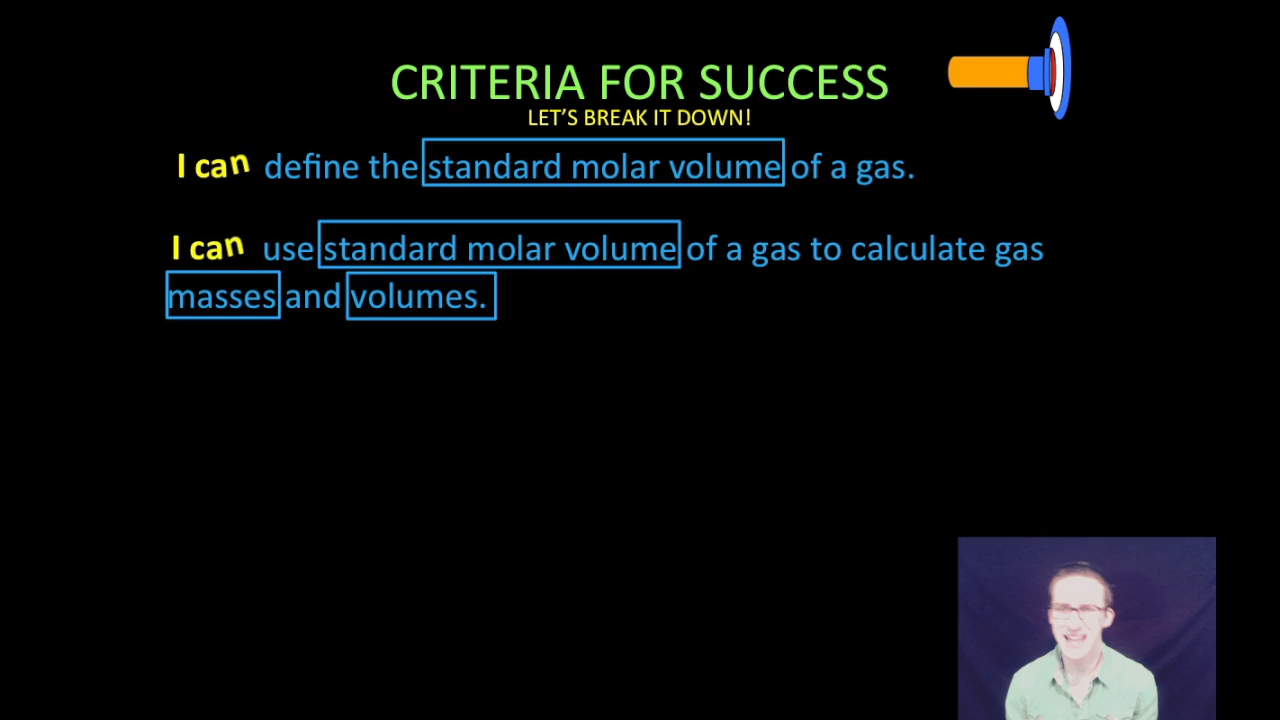 CRITERIA FOR SUCCESS
LET’S BREAK IT DOWN!
I can define the standard molar volume of a gas.
I can use standard molar volume of a gas to calculate gas
masses and volumes.